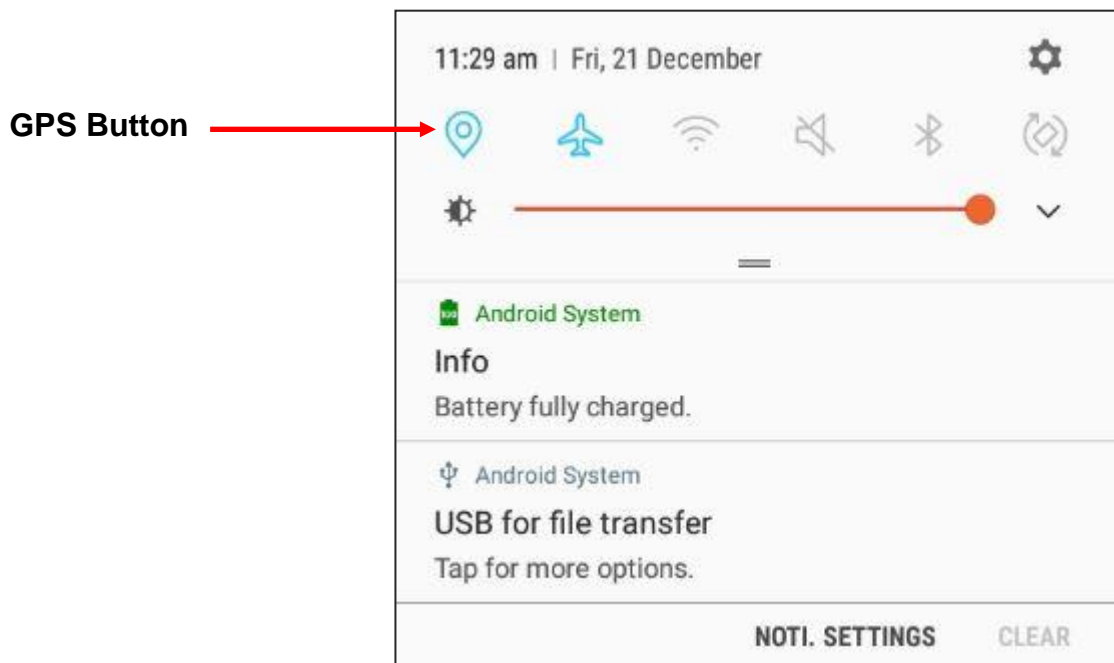 11:29 am | Fri, 21 December
GPS Button
Android System
Info
Battery fully charged.
Android System
USB for file transfer
Tap for more options.
NOTI. SETTINGS CLEAR